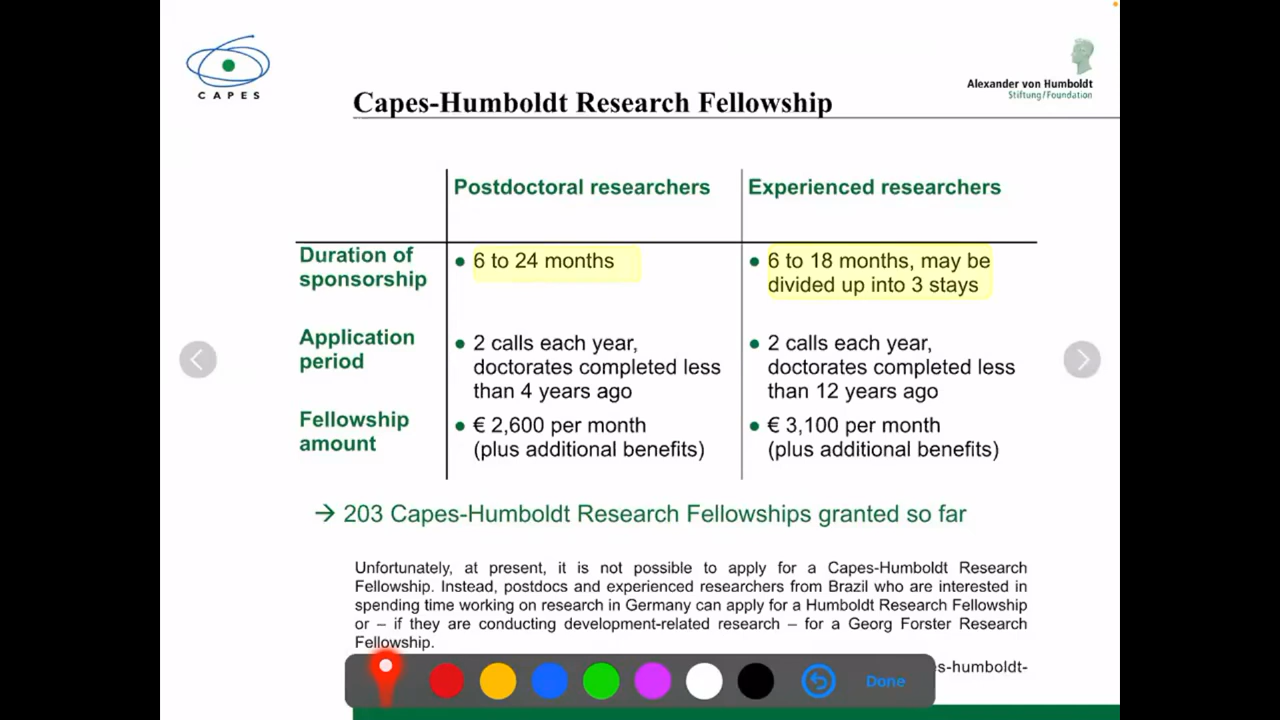 CAPES
Alexander von Humboldt
Stiftung/Foundation
Capes-Humboldt Research Fellowship
Postdoctoral researchers
Experienced researchers
Duration of
sponsorship
• 6 to 24 months
• 6 to 18 months, may be
divided up into 3 stays
Application
period
• 2 calls each year,
doctorates completed less
than 4 years ago
• 2 calls each year,
doctorates completed less
than 12 years ago
Fellowship
amount
• € 2,600 per month
(plus additional benefits)
• € 3,100 per month
(plus additional benefits)
→ 203 Capes-Humboldt Research Fellowships granted so far
Unfortunately, at present, it is not possible to apply for a Capes-Humboldt Research
Fellowship. Instead, postdocs and experienced researchers from Brazil who are interested in
spending time working on research in Germany can apply for a Humboldt Research Fellowship
or – if they are conducting development-related research – for a Georg Forster Research
Fellowship.
s-humboldt-
Done